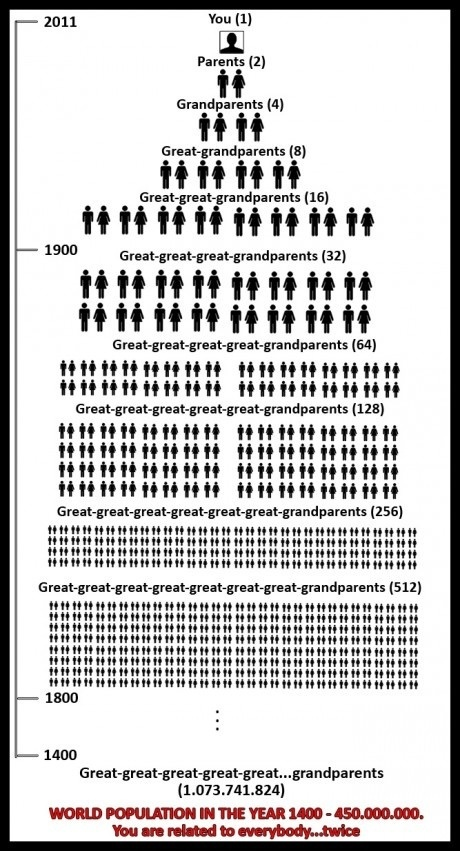 2011
You (1)
Parents (2)
Grandparents (4)
Great-grandparents (8)
Great-great-grandparents (16)
1900
Great-great-great-grandparents (32)
Great-great-great-great-grandparents (64)
Great-great-great-great-great-grandparents (128)
Great-great-great-great-great-great-grandparents (256)
Great-great-great-great-great-great-great-grandparents (512)
1800
1400
Great-great-great-great-great...grandparents
(1.073.741.824)
WORLD POPULATION IN THE YEAR 1400 - 450.000.000.
You are related to everybody...twice